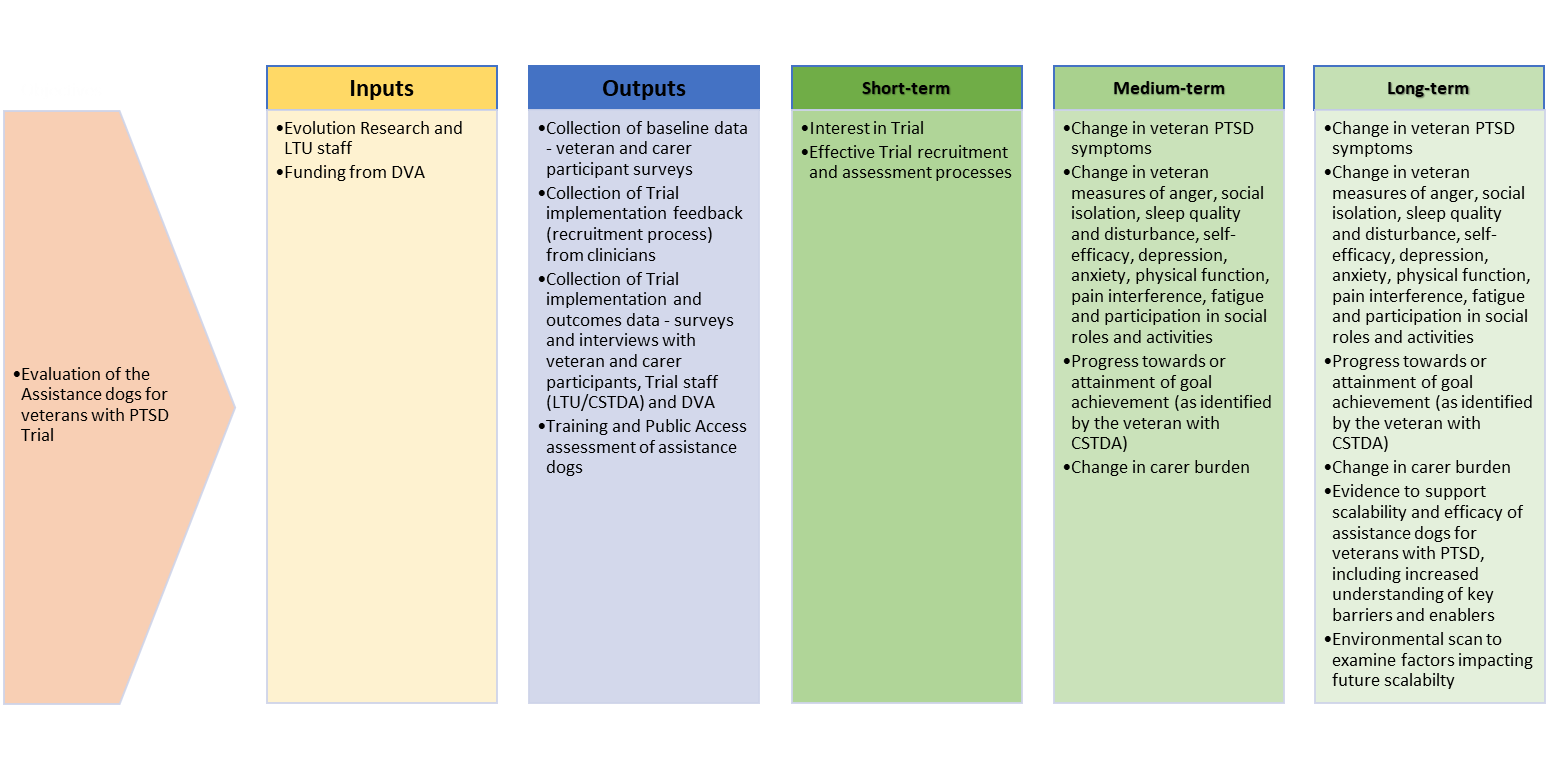 •Evaluation of the
Assistance dogs for
veterans with PTSD
Trial
Inputs
•Evolution Research and
LTU staff
•Funding from DVA
Outputs
•Collection of baseline data
- veteran and carer
participant surveys
•Collection of Trial
implementation feedback
(recruitment process)
from clinicians
•Collection of Trial
implementation and
outcomes data - surveys
and interviews with
veteran and carer
participants, Trial staff
(LTU/CSTDA) and DVA
•Training and Public Access
assessment of assistance
dogs
Short-term
•Interest in Trial
•Effective Trial recruitment
and assessment processes
Medium-term
•Change in veteran PTSD
symptoms
•Change in veteran
measures of anger, social
isolation, sleep quality
and disturbance, self-
efficacy, depression,
anxiety, physical function,
pain interference, fatigue
and participation in social
roles and activities
•Progress towards or
attainment of goal
achievement (as identified
by the veteran with
CSTDA)
•Change in carer burden
Long-term
•Change in veteran PTSD
symptoms
•Change in veteran
measures of anger, social
isolation, sleep quality
and disturbance, self-
efficacy, depression,
anxiety, physical function,
pain interference, fatigue
and participation in social
roles and activities
•Progress towards or
attainment of goal
achievement (as identified
by the veteran with
CSTDA)
•Change in carer burden
•Evidence to support
scalability and efficacy of
assistance dogs for
veterans with PTSD,
including increased
understanding of key
barriers and enablers
•Environmental scan to
examine factors impacting
future scalabilty